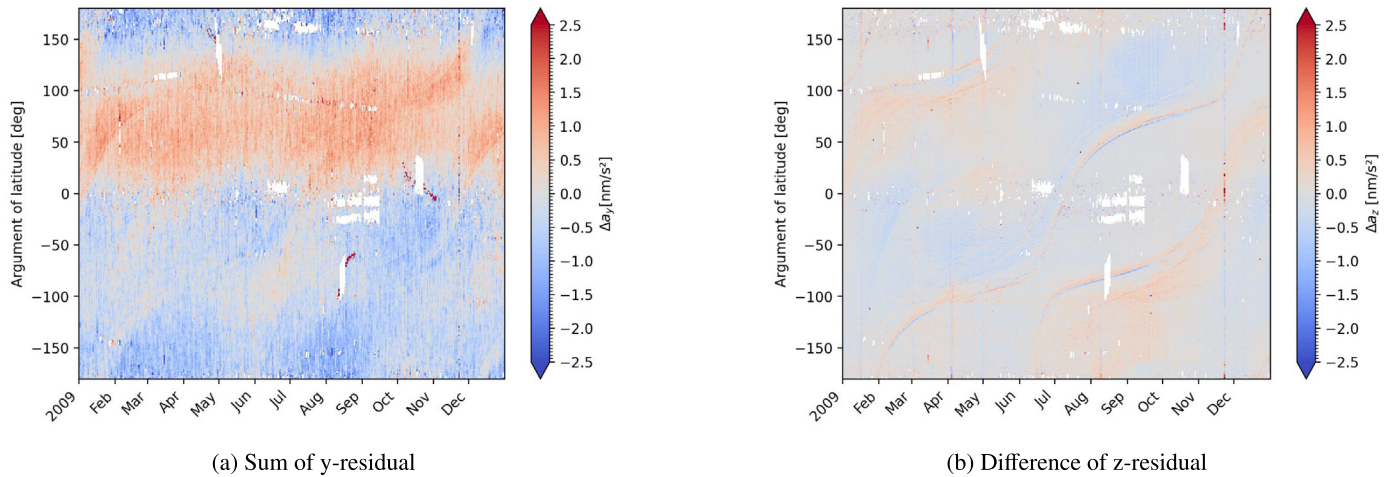 150
100
50
0
−50
−100
−150
Argument of latitude [deg]
2009
Feb
Mar
Apr
May
Jun
Jul
Aug
Sep
Oct
Nov
Dec
2.5
2.0
1.5
1.0
0.5
0.0
−0.5
−1.0
−1.5
−2.0
−2.5
Δay[nm/s²]
(a) Sum of y-residual
150
100
50
0
−50
−100
−150
Argument of latitude [deg]
2009
Feb
Mar
Apr
May
Jun
Jul
Aug
Sep
Oct
Nov
Dec
2.5
2.0
1.5
1.0
0.5
0.0
−0.5
−1.0
−1.5
−2.0
−2.5
Δaz [nm/s²]
(b) Difference of z-residual